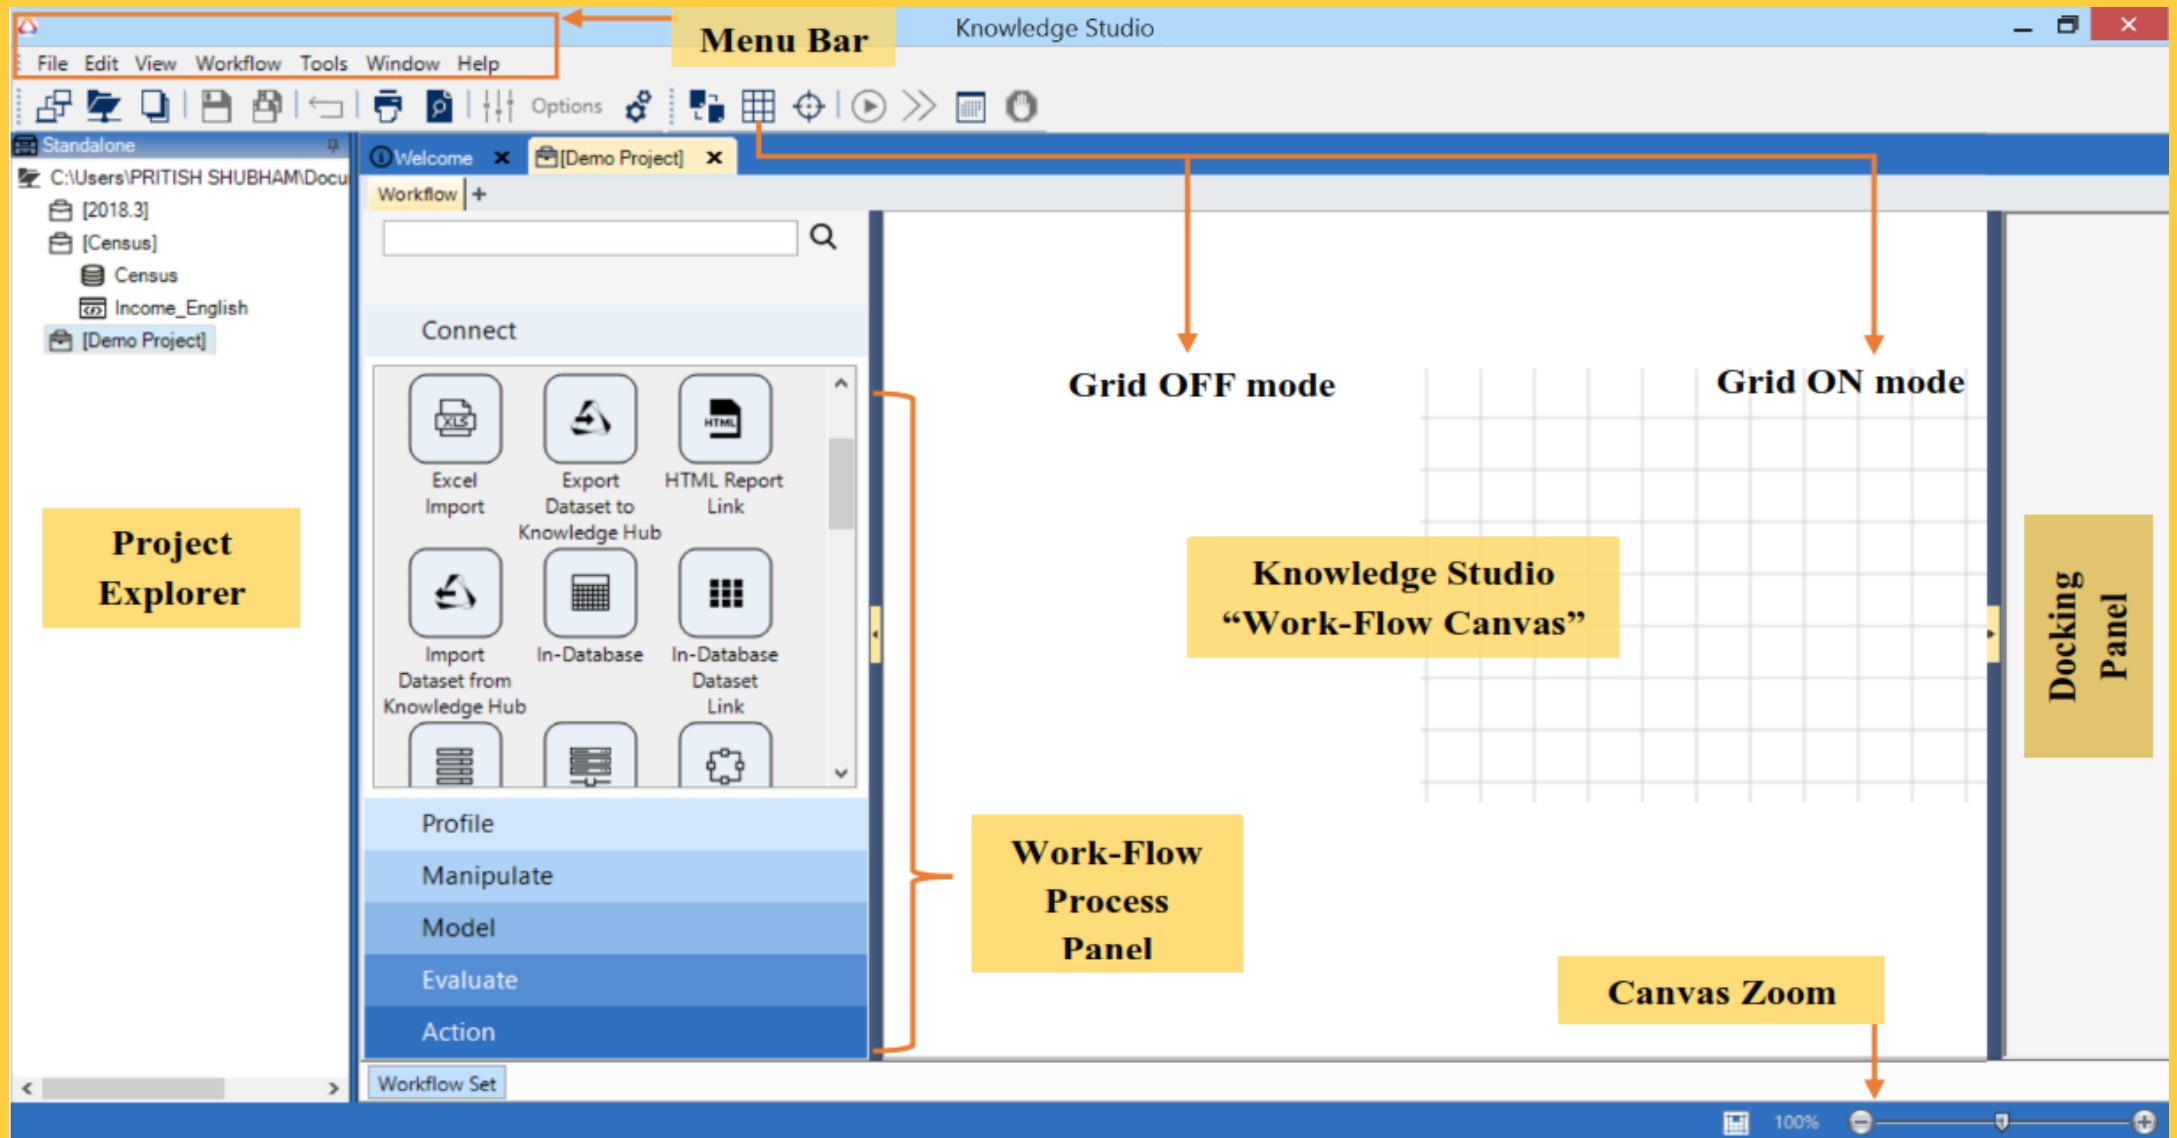 Knowledge Studio
Menu Bar
File Edit View Workflow Tools Window Help
Options
Standalone
C:\Users\PRITISH SHUBHAM\Docu
[2018.3]
[Census]
Census
Income_English
[Demo Project]
Project
Explorer
Welcome
[Demo Project]
Workflow +
Connect
XLS
HTML
Excel
Import
Export
Dataset to
Knowledge Hub
HTML Report
Link
Import
Dataset from
Knowledge Hub
In-Database
In-Database
Dataset
Link
Profile
Manipulate
Model
Evaluate
Action
Workflow Set
Grid OFF mode
Grid ON mode
Knowledge Studio
“Work-Flow Canvas”
Work-Flow
Process
Panel
Docking
Panel
Canvas Zoom
100%